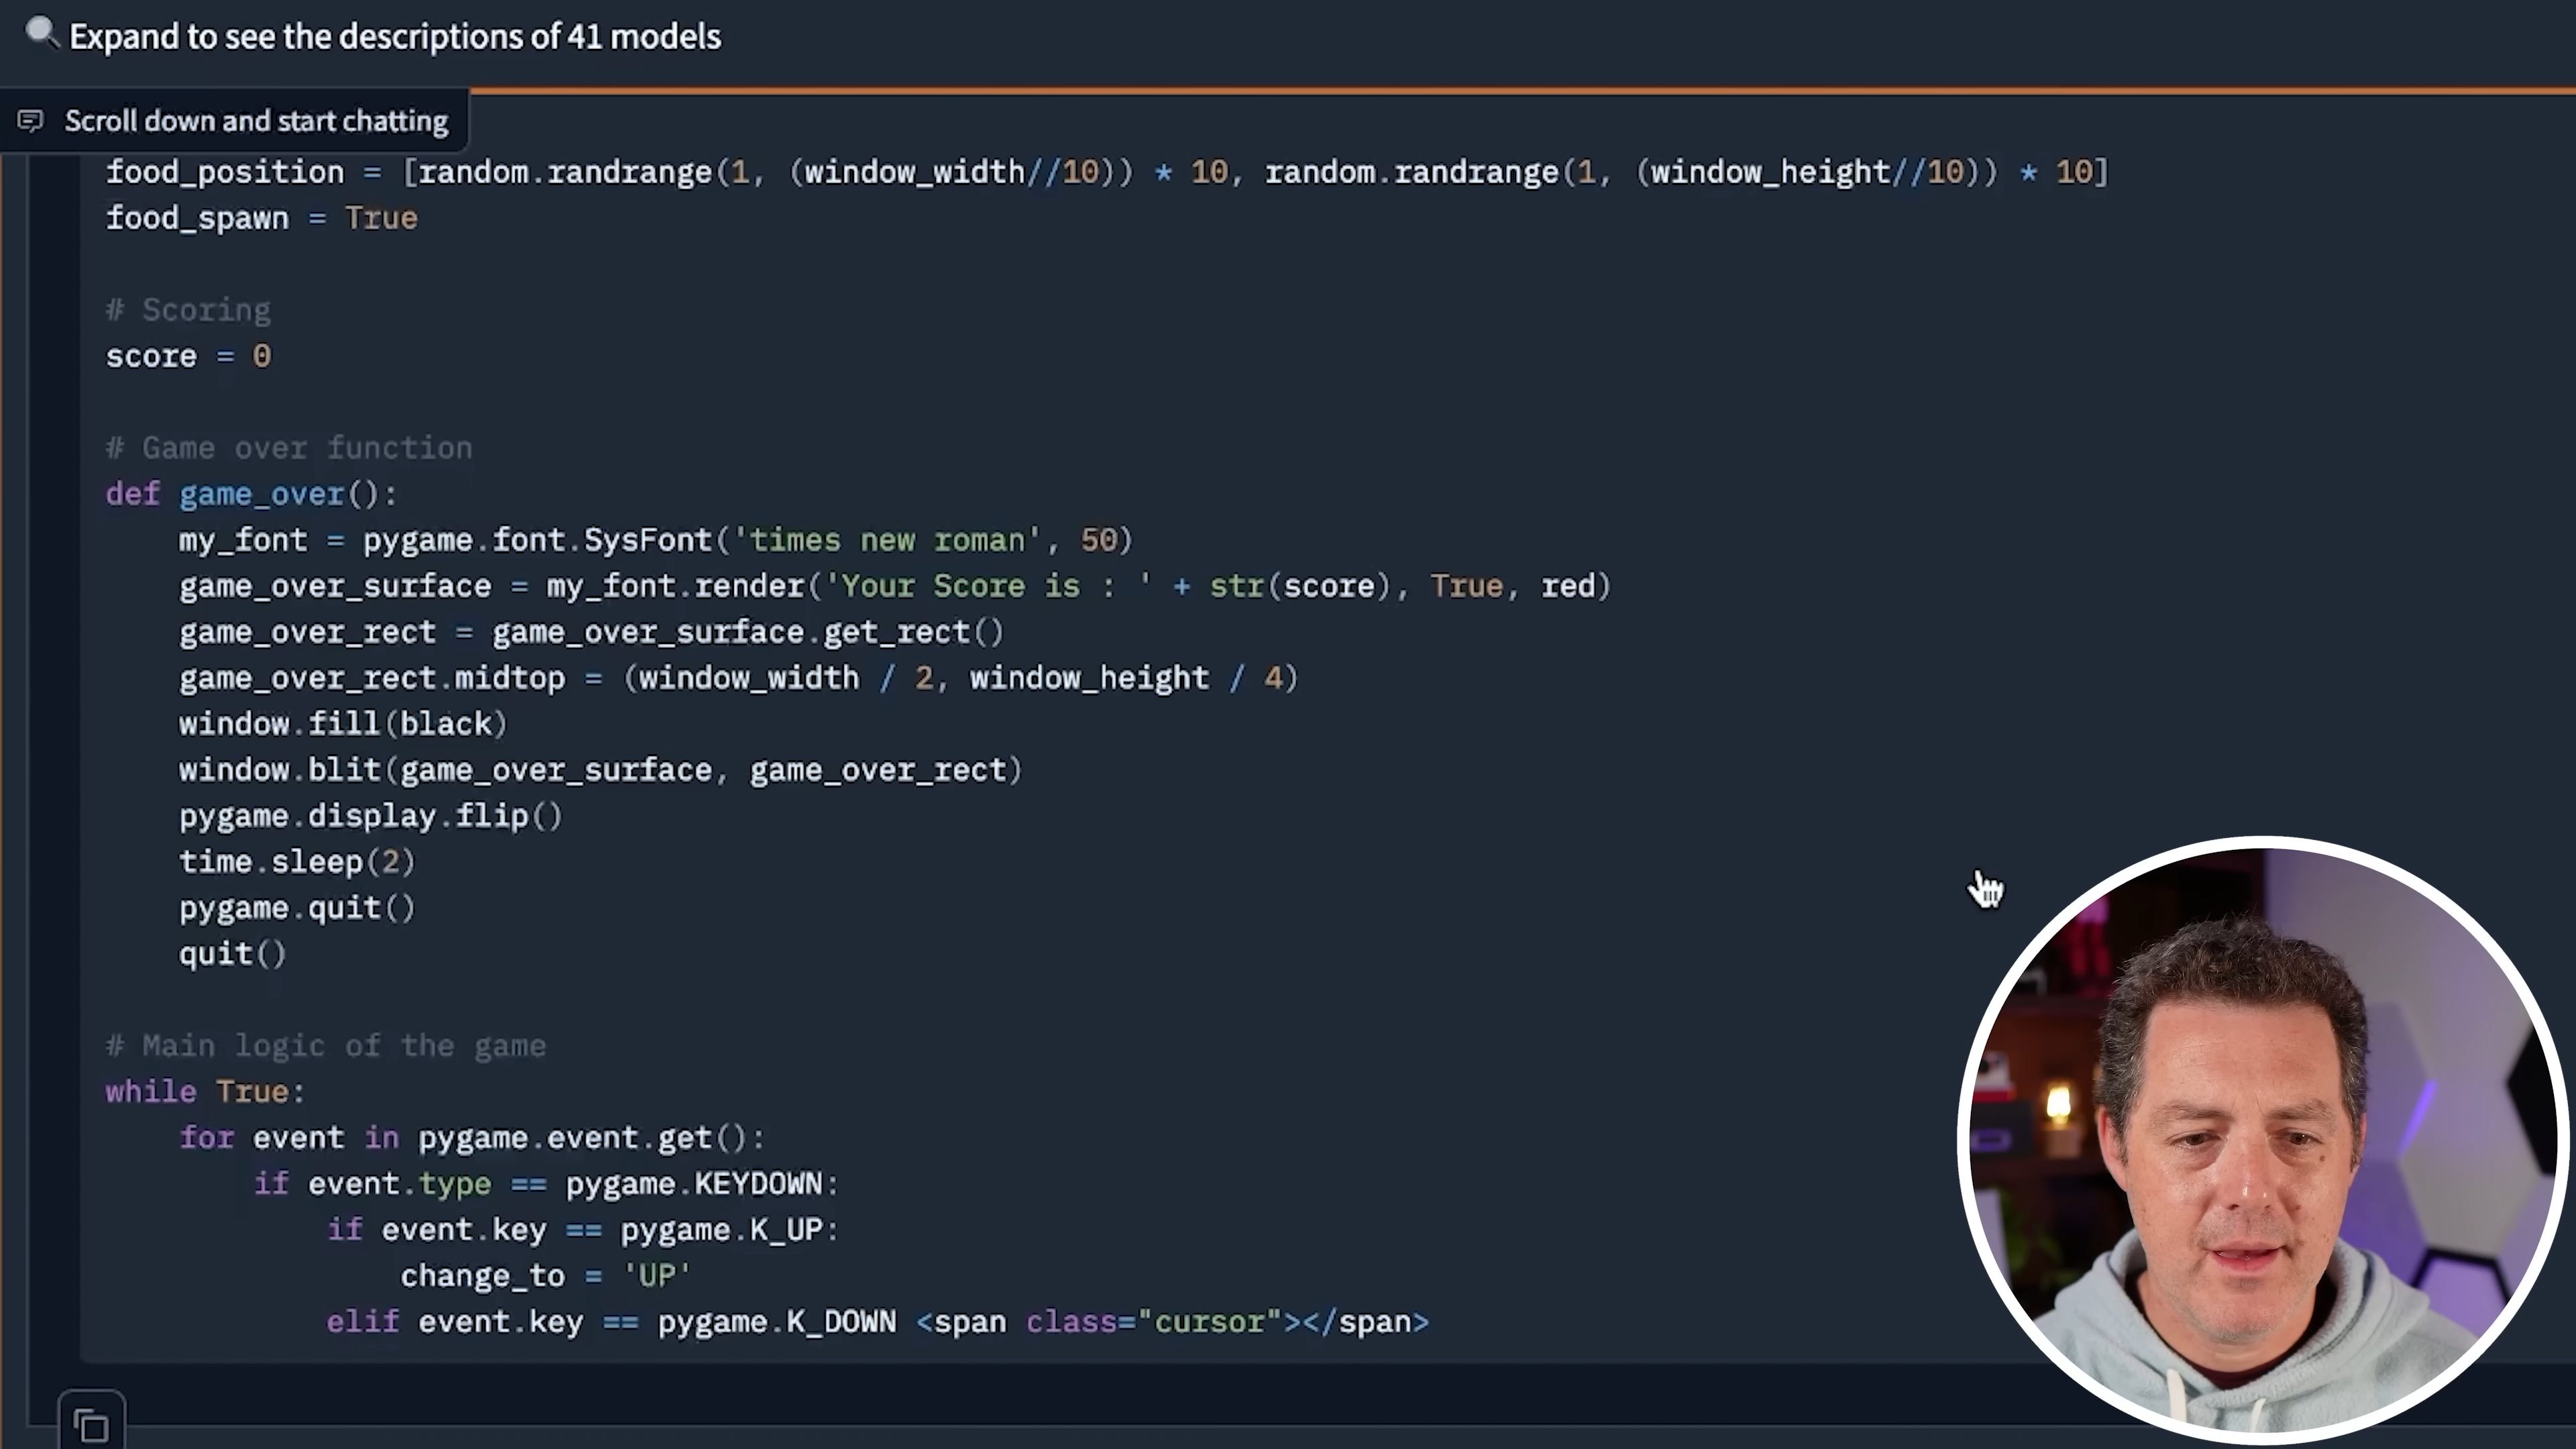 Expand to see the descriptions of 41 models
Scroll down and start chatting
food_position = [random.randrange(1, (window_width//10)) * 10, random.randrange(1, (window_height//10)) * 10]
food_spawn = True
# Scoring
score = 0
# Game over function
def game_over():
    my_font = pygame.font.SysFont('times new roman', 50)
    game_over_surface = my_font.render('Your Score is : ' + str(score), True, red)
    game_over_rect = game_over_surface.get_rect()
    game_over_rect.midtop = (window_width / 2, window_height / 4)
    window.fill(black)
    window.blit(game_over_surface, game_over_rect)
    pygame.display.flip()
    time.sleep(2)
    pygame.quit()
    quit()
# Main logic of the game
while True:
    for event in pygame.event.get():
        if event.type == pygame.KEYDOWN:
            if event.key == pygame.K_UP:
                change_to = 'UP'
            elif event.key == pygame.K_DOWN <span class="cursor"></span>